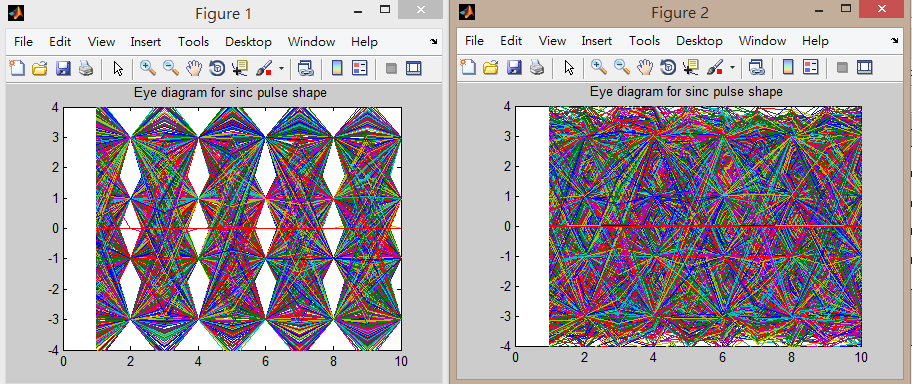 Figure 1
File Edit View Insert Tools Desktop Window Help
Eye diagram for sinc pulse shape
4
3
2
1
0
-1
-2
-3
-4
0 2 4 6 8 10
Figure 2
File Edit View Insert Tools Desktop Window Help
Eye diagram for sinc pulse shape
4
3
2
1
0
-1
-2
-3
-4
0 2 4 6 8 10